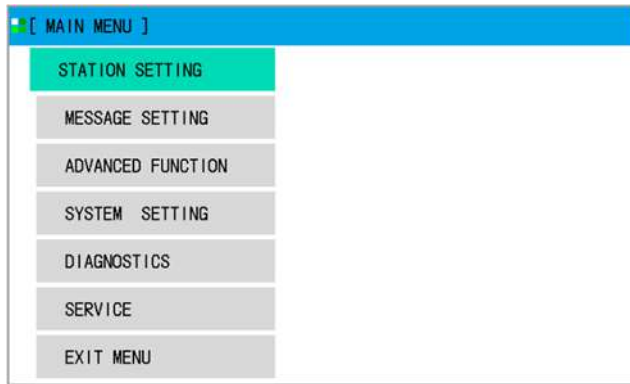 [ MAIN MENU ]
STATION SETTING
MESSAGE SETTING
ADVANCED FUNCTION
SYSTEM  SETTING
DIAGNOSTICS
SERVICE
EXIT MENU